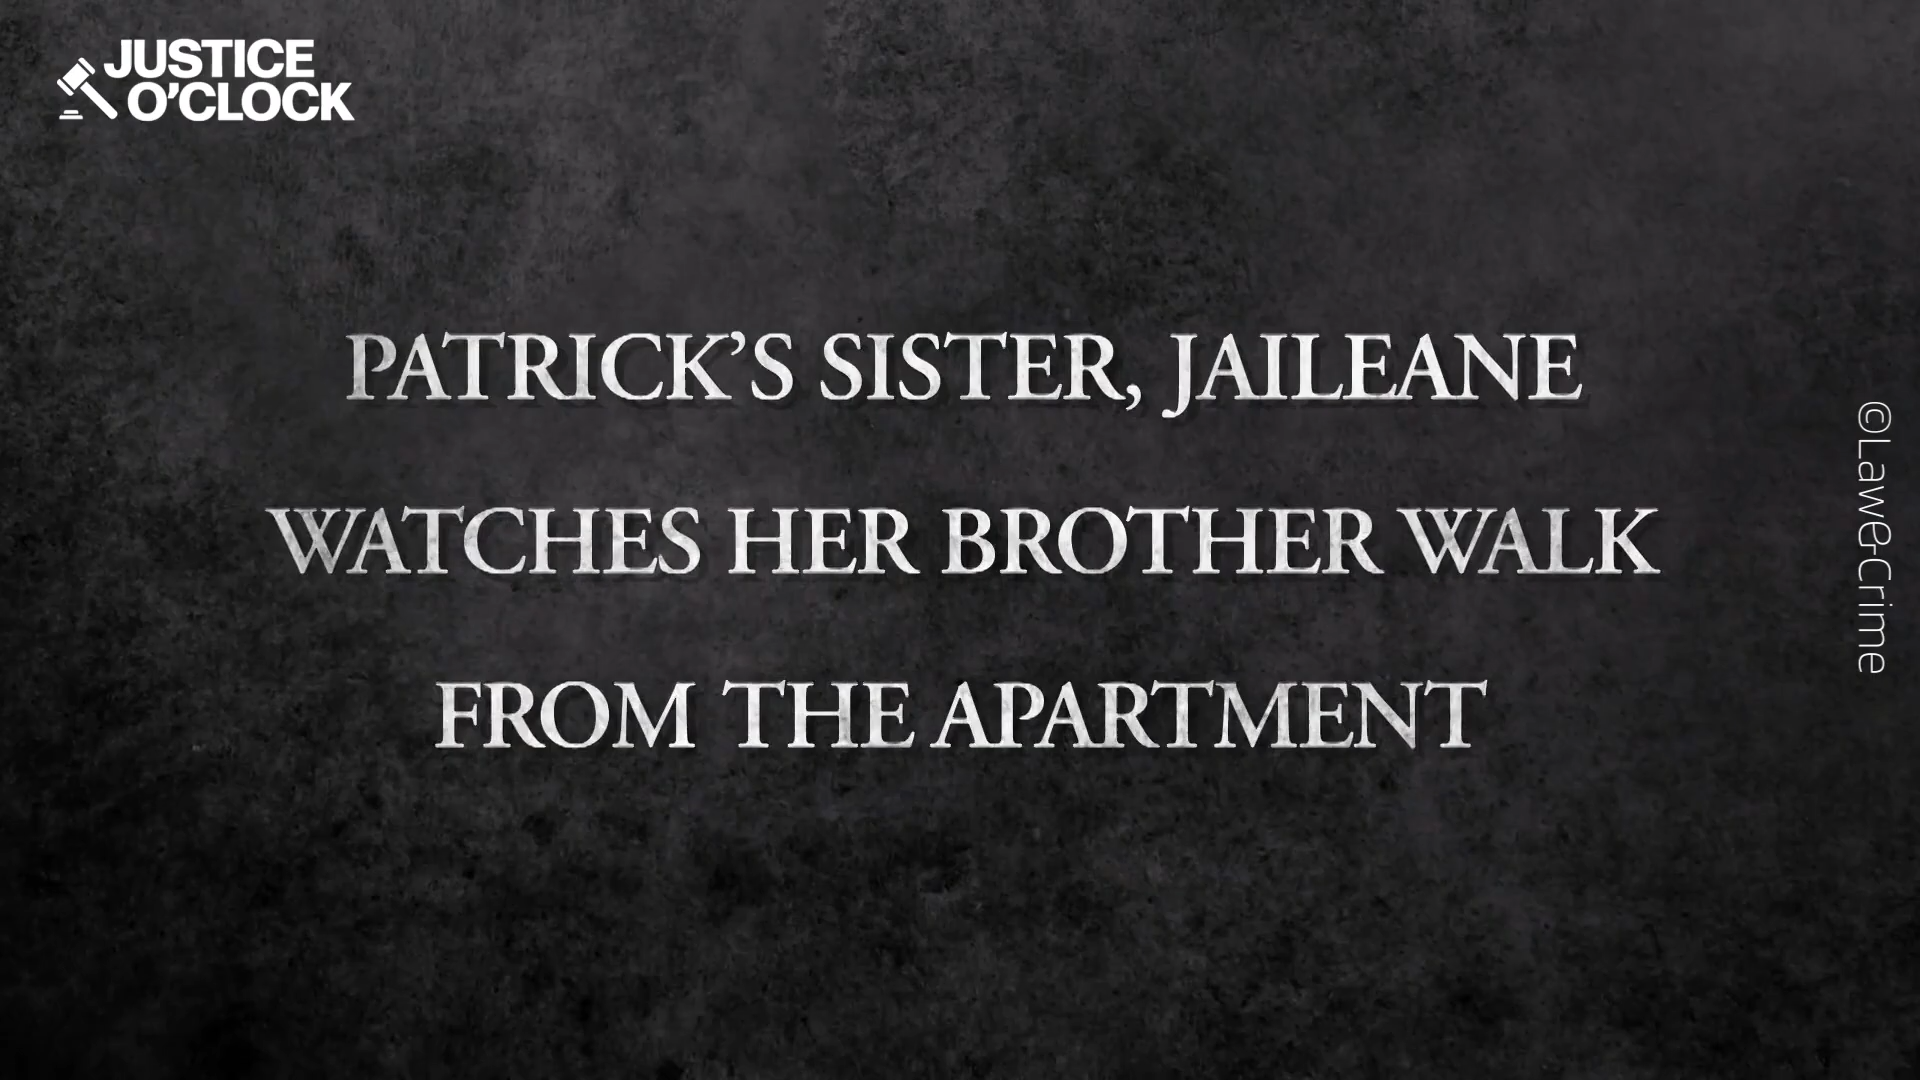 JUSTICE
O'CLOCK
PATRICK’S SISTER, JAILEANE
WATCHES HER BROTHER WALK
FROM THE APARTMENT
©Law&Crime